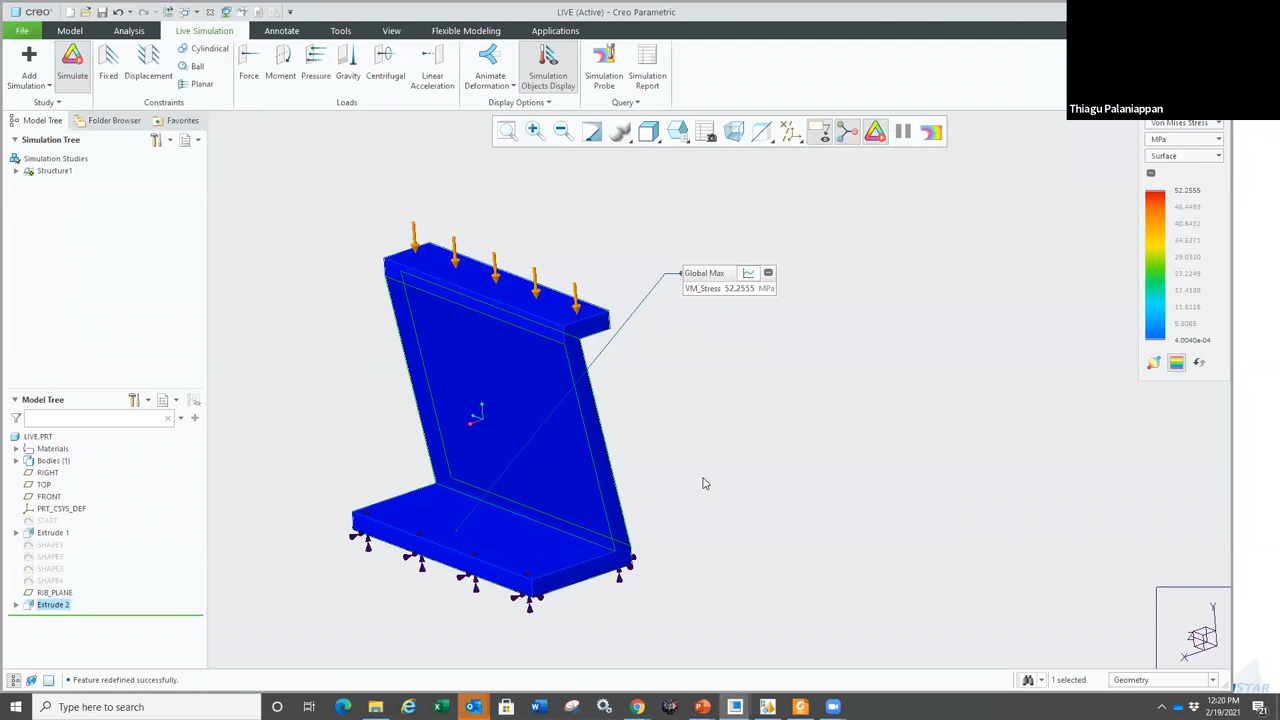 creo
LIVE (Active) - Creo Parametric
File
Model
Analysis
Live Simulation
Annotate
Tools
View
Flexible Modeling
Applications
Add
Simulation
Simulate
Fixed
Displacement
Cylindrical
Ball
Planar
Force
Moment
Pressure
Gravity
Centrifugal
Linear
Acceleration
Animate
Deformation
Simulation
Objects Display
Simulation
Probe
Simulation
Report
Study
Constraints
Loads
Display Options
Query
Thiagu Palaniappan
Model Tree
Folder Browser
Favorites
Simulation Tree
Simulation Studies
Structure1
Von Mises Stress
MPa
Surface
52.2555
46.4493
40.6432
34.8371
29.0310
23.2249
17.4188
11.6126
5.8065
4.0040e-04
Global Max
VM_Stress 52.2555 MPa
Model Tree
LIVE.PRT
Materials
Bodies (1)
RIGHT
TOP
FRONT
PRT_CSYS_DEF
START
Extrude 1
SHAPE1
SHAPE2
SHAPE3
SHAPE4
RIB_PLANE
Extrude 2
Y
Z
X
• Feature redefined successfully.
1 selected
Geometry
Type here to search
12:20 PM
2/19/2021
21